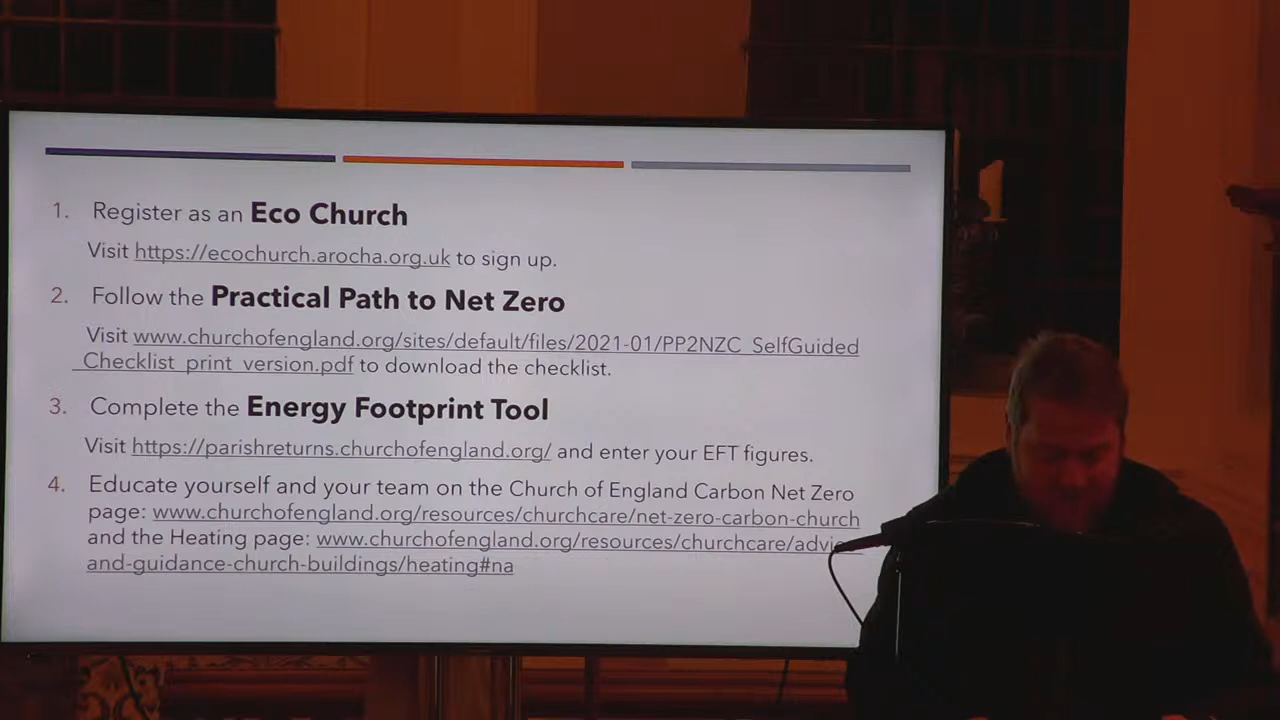 1. Register as an Eco Church
Visit https://ecochurch.arocha.org.uk to sign up.
2. Follow the Practical Path to Net Zero
Visit www.churchofengland.org/sites/default/files/2021-01/PP2NZC_SelfGuided
_Checklist_print_version.pdf to download the checklist.
3. Complete the Energy Footprint Tool
Visit https://parishreturns.churchofengland.org/ and enter your EFT figures.
4. Educate yourself and your team on the Church of England Carbon Net Zero
page: www.churchofengland.org/resources/churchcare/net-zero-carbon-church
and the Heating page: www.churchofengland.org/resources/churchcare/advi
and-guidance-church-buildings/heating#na